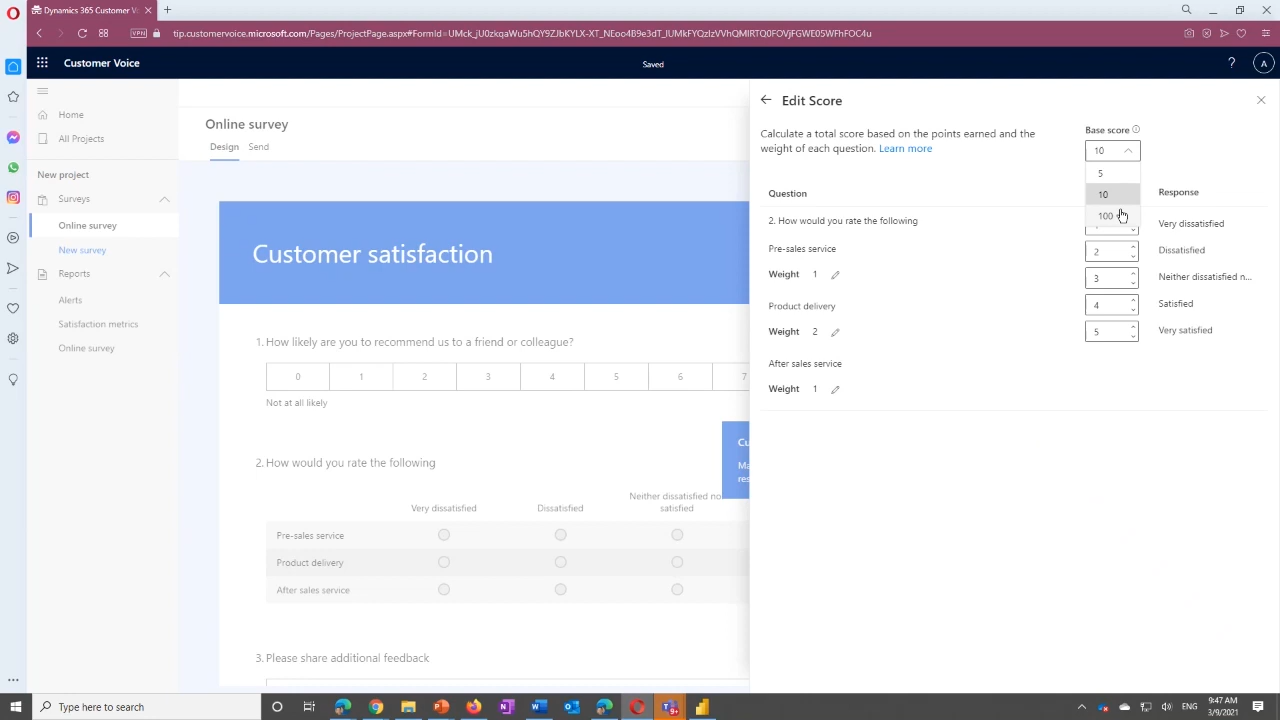 Dynamics 365 Customer V
VPN
tip.customervoice.microsoft.com/Pages/ProjectPage.aspx#FormId=
Customer Voice
Saved
?
A
Home
All Projects
New project
Surveys
Online survey
New survey
Reports
Alerts
Satisfaction metrics
Online survey
Online survey
Design Send
Customer satisfaction
1. How likely are you to recommend us to a friend or colleague?
0 1 2 3 4 5 6 7
Not at all likely
Cu
Ma
res
2. How would you rate the following
Very dissatisfied Dissatisfied Neither dissatisfied no
satisfied
Pre-sales service
Product delivery
After sales service
3. Please share additional feedback
Edit Score
Calculate a total score based on the points earned and the
weight of each question. Learn more
Base score
10
5
10
100
Question Response
2. How would you rate the following
Pre-sales service
Weight 1
Product delivery
Weight 2
After sales service
Weight 1
Very dissatisfied
2 Dissatisfied
3 Neither dissatisfied n...
4 Satisfied
5 Very satisfied
Type here to search
ENG
9:47 AM
3/9/2021